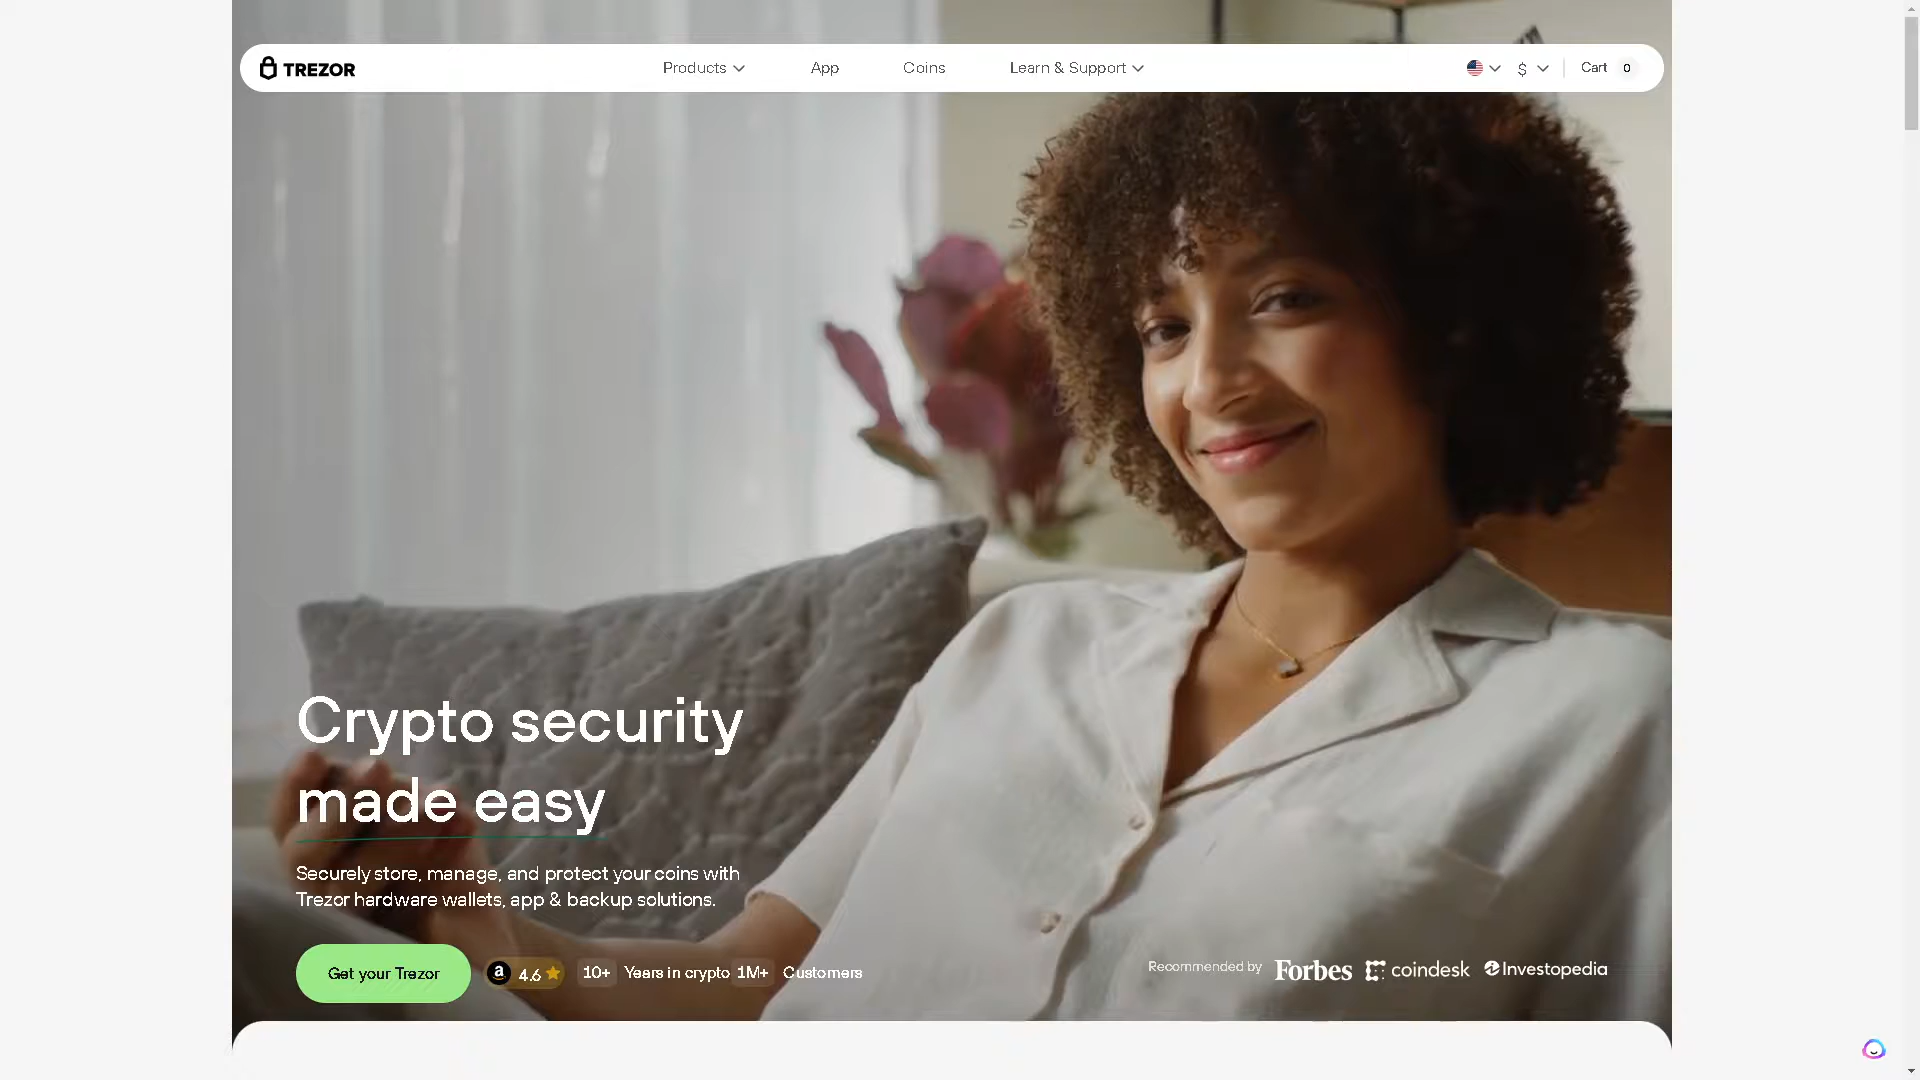 TREZOR
Products
App
Coins
Learn & Support
$
Cart
0
Crypto security
made easy
Securely store, manage, and protect your coins with
Trezor hardware wallets, app & backup solutions.
Get your Trezor
a 4.6
10+ Years in crypto
1M+ Customers
Recommended by
Forbes
coindesk
Investopedia